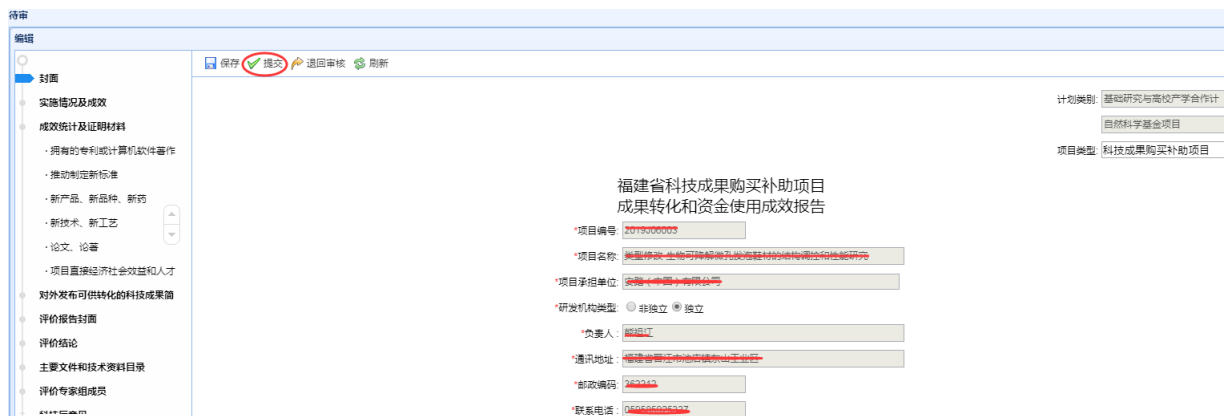 待审
编辑
保存 提交 退回审核 刷新
封面
实施情况及成效
成效统计及证明材料
·拥有的专利或计算机软件著作
·推动制定新标准
·新产品、新品种、新药
·新技术、新工艺
·论文、论著
·项目直接经济社会效益和人才
对外发布可供转化的科技成果简
评价报告封面
评价结论
主要文件和技术资料目录
评价专家组成员
计划类别: 基础研究与高校产学合作计
自然科学基金项目
项目类型: 科技成果购买补助项目
福建省科技成果购买补助项目
成果转化和资金使用成效报告
*项目编号:
*项目名称:
*项目承担单位:
*研发机构类型: 非独立 独立
*负责人:
*通讯地址:
*邮政编码:
*联系电话: